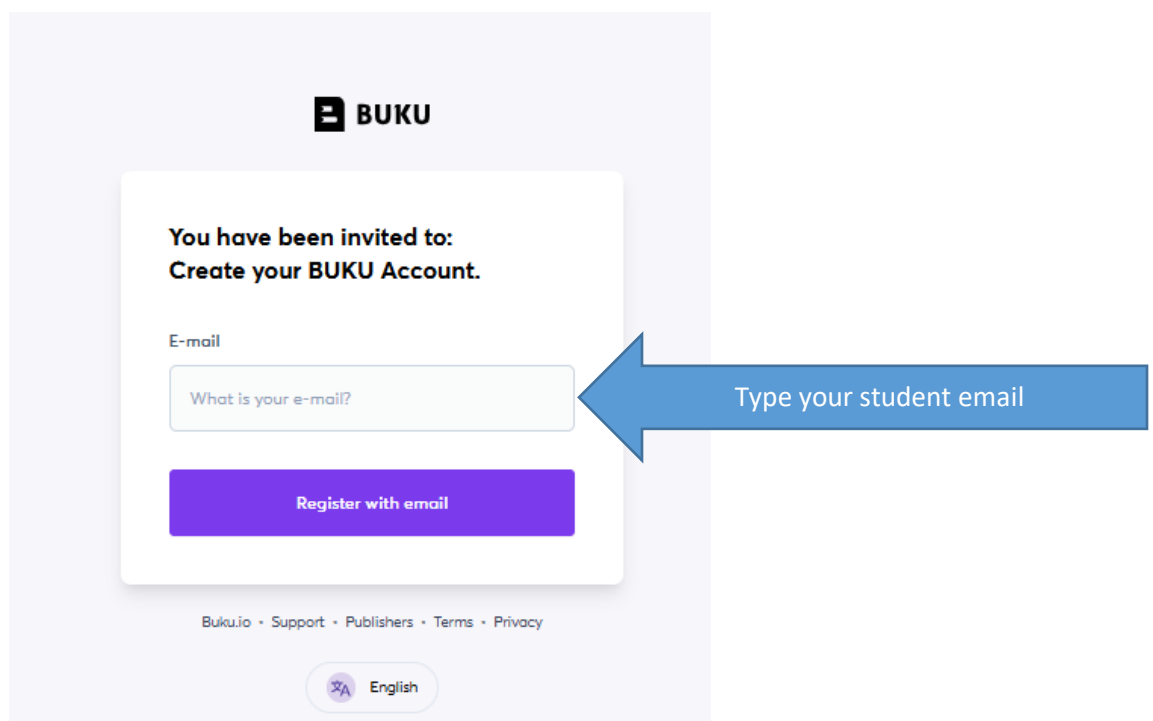 BUKU
You have been invited to:
Create your BUKU Account.
E-mail
What is your e-mail?
Type your student email
Register with email
Buku.io • Support • Publishers • Terms • Privacy
English